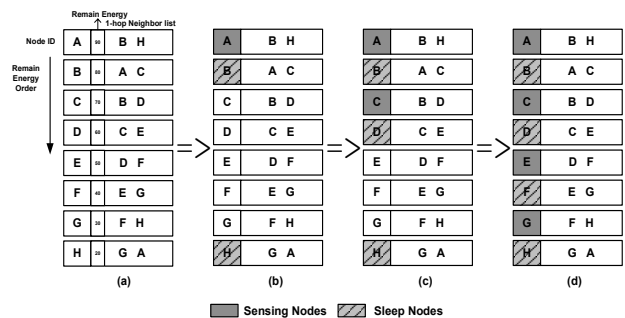 Remain Energy
1-hop Neighbor list
Node ID
Remain Energy Order
A 90 B H
B 80 A C
C 70 B D
D 60 C E
E 50 D F
F 40 E G
G 30 F H
H 20 G A
(a)
=>
A B H
B A C
C B D
D C E
E D F
F E G
G F H
H G A
(b)
=>
A B H
B A C
C B D
D C E
E D F
F E G
G F H
H G A
(c)
=>
A B H
B A C
C B D
D C E
E D F
F E G
G F H
H G A
(d)
Sensing Nodes
Sleep Nodes